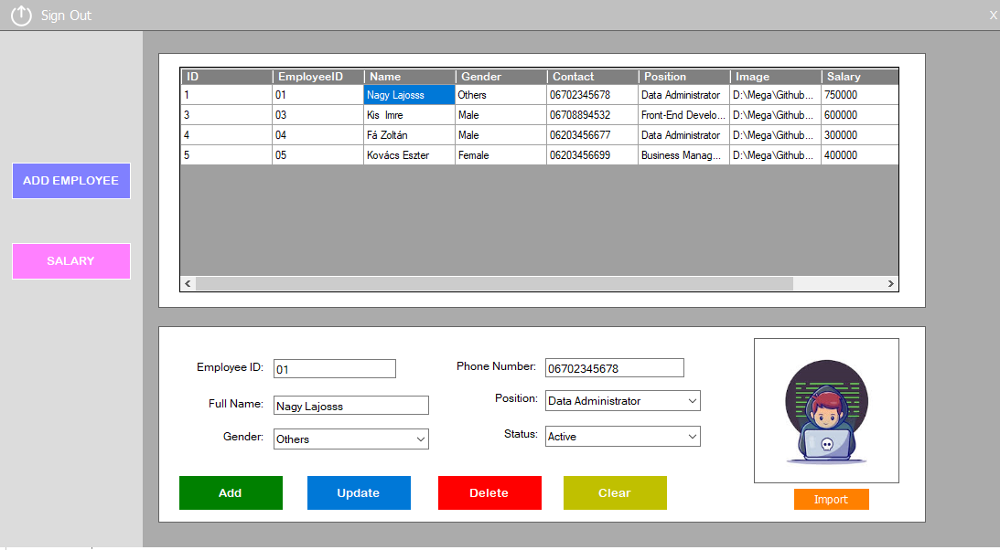 Sign Out X
ID EmployeeID Name Gender Contact Position Image Salary
1 01 Nagy Lajosss Others 06702345678 Data Administrator D:\Mega\Github... 750000
3 03 Kis Imre Male 06708894532 Front-End Develo... D:\Mega\Github... 600000
4 04 Fá Zoltán Male 06203456677 Data Administrator D:\Mega\Github... 300000
5 05 Kovács Eszter Female 06203456699 Business Manag... D:\Mega\Github... 400000
ADD EMPLOYEE
SALARY
Employee ID: 01
Full Name: Nagy Lajosss
Gender: Others
Phone Number: 06702345678
Position: Data Administrator
Status: Active
Add Update Delete Clear
Import